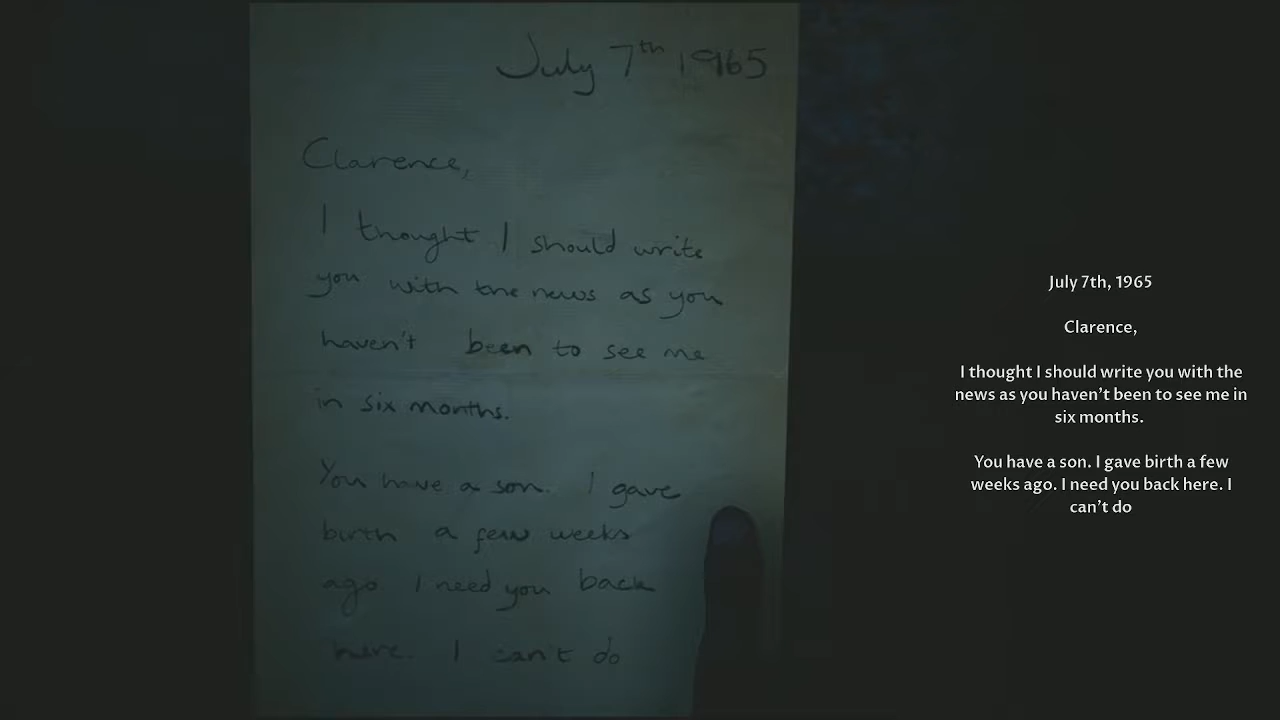 July 7th 1965
Clarence,
I thought I should write
you with the news as you
haven't been to see me
in six months.
You have a son. I gave
birth a few weeks
ago. I need you back
here. I can't do
July 7th, 1965
Clarence,
I thought I should write you with the
news as you haven't been to see me in
six months.
You have a son. I gave birth a few
weeks ago. I need you back here. I
can't do